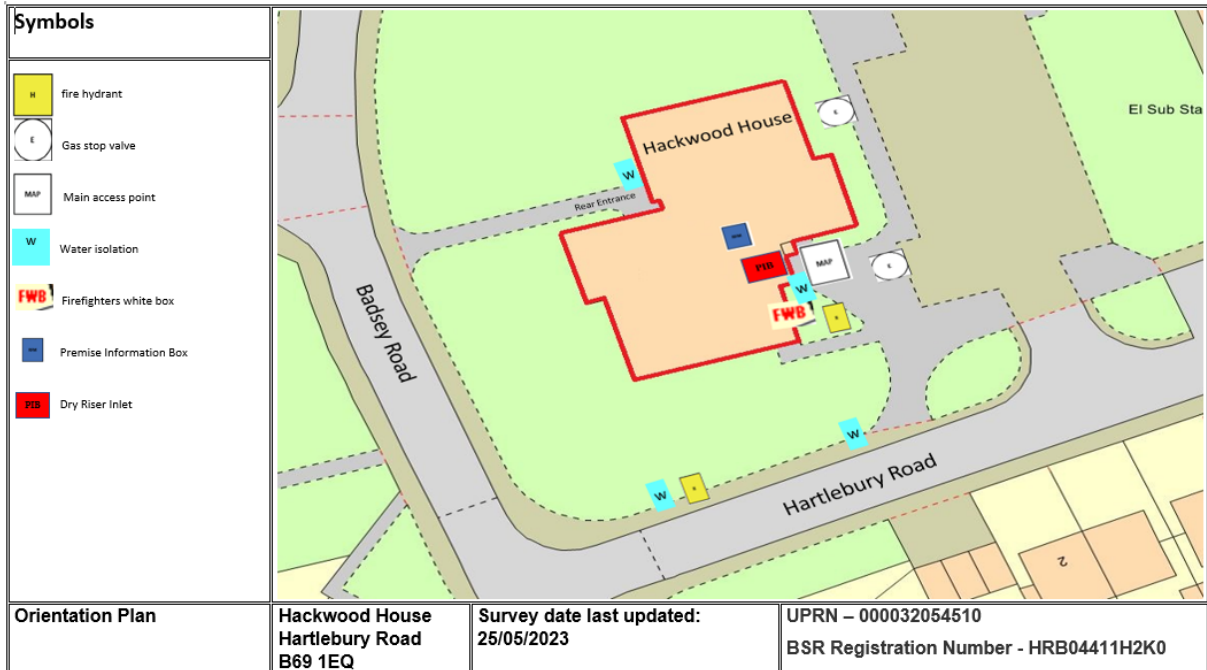 Symbols
H
fire hydrant
E
Gas stop valve
MAP
Main access point
W
Water isolation
FWB
Firefighters white box
Premise Information Box
PIB
Dry Riser Inlet
Hackwood House
E
El Sub Sta
W
Rear Entrance
PIB
MAP
E
W
FWB
Badsey Road
W
W
Hartlebury Road
2
Orientation Plan
Hackwood House
Hartlebury Road
B69 1EQ
Survey date last updated:
25/05/2023
UPRN – 000032054510
BSR Registration Number - HRB04411H2K0